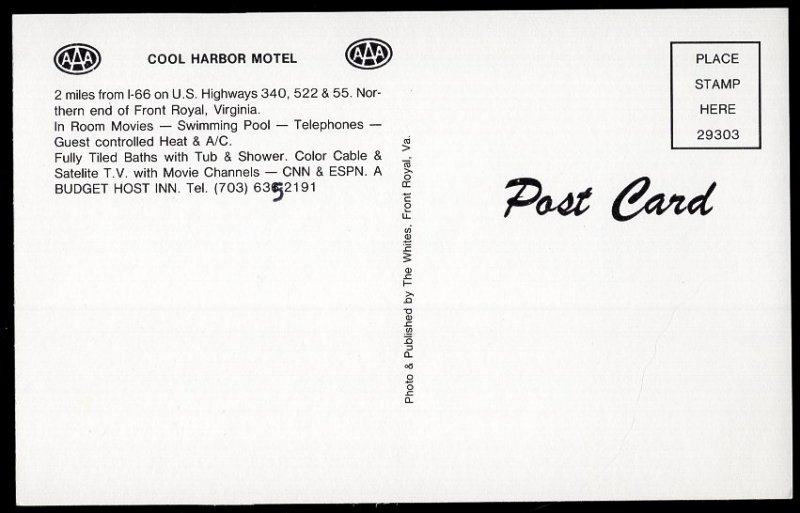 AAA COOL HARBOR MOTEL AAA
2 miles from I-66 on U.S. Highways 340, 522 & 55. Nor-
thern end of Front Royal, Virginia.
In Room Movies — Swimming Pool — Telephones —
Guest controlled Heat & A/C.
Fully Tiled Baths with Tub & Shower. Color Cable &
Satelite T.V. with Movie Channels — CNN & ESPN. A
BUDGET HOST INN. Tel. (703) 635-2191
Photo & Published by The Whites, Front Royal, Va.
PLACE
STAMP
HERE
29303
Post Card